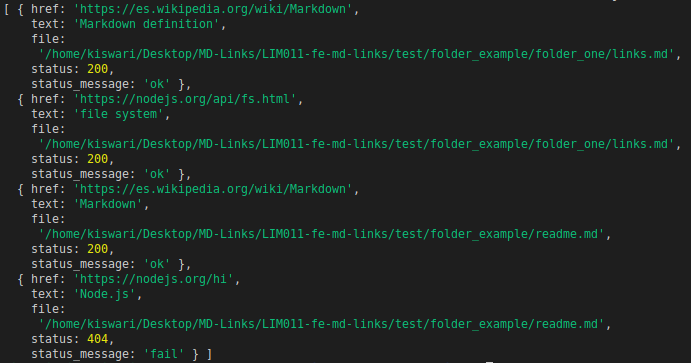 [ { href: 'https://es.wikipedia.org/wiki/Markdown',
text: 'Markdown definition',
file:
'/home/kiswari/Desktop/MD-Links/LIM011-fe-md-links/test/folder_example/folder_one/links.md',
status: 200,
status_message: 'ok' },
{ href: 'https://nodejs.org/api/fs.html',
text: 'file system',
file:
'/home/kiswari/Desktop/MD-Links/LIM011-fe-md-links/test/folder_example/folder_one/links.md',
status: 200,
status_message: 'ok' },
{ href: 'https://es.wikipedia.org/wiki/Markdown',
text: 'Markdown',
file:
'/home/kiswari/Desktop/MD-Links/LIM011-fe-md-links/test/folder_example/readme.md',
status: 200,
status_message: 'ok' },
{ href: 'https://nodejs.org/hi',
text: 'Node.js',
file:
'/home/kiswari/Desktop/MD-Links/LIM011-fe-md-links/test/folder_example/readme.md',
status: 404,
status_message: 'fail' } ]